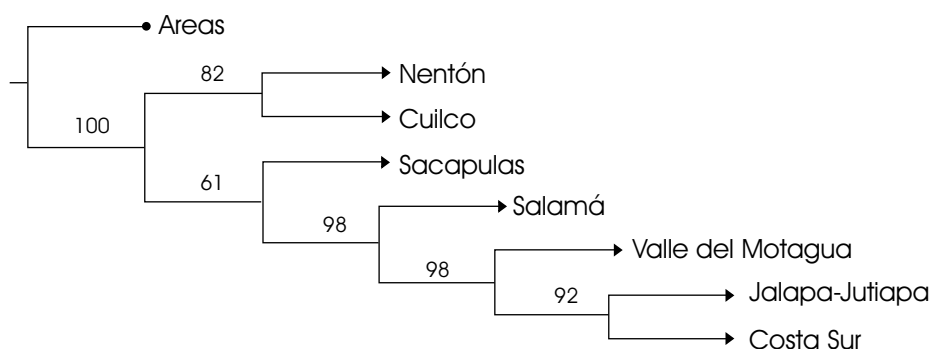 Areas
82
Nentón
100
Cuilco
Sacapulas
61
Salamá
98
Valle del Motagua
98
92
Jalapa-Jutiapa
Costa Sur